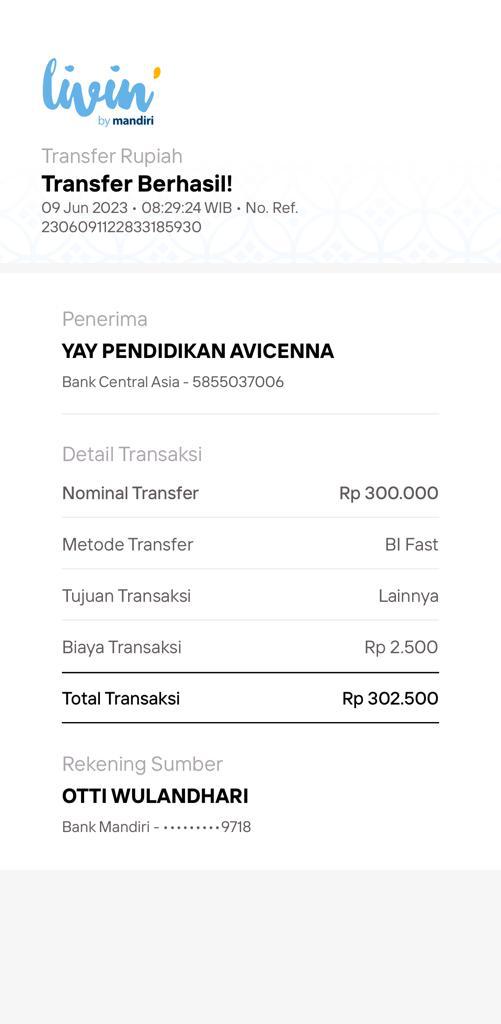 livin'
by mandiri
Transfer Rupiah
Transfer Berhasil!
09 Jun 2023 • 08:29:24 WIB • No. Ref.
2306091122833185930
Penerima
YAY PENDIDIKAN AVICENNA
Bank Central Asia - 5855037006
Detail Transaksi
Nominal Transfer Rp 300.000
Metode Transfer BI Fast
Tujuan Transaksi Lainnya
Biaya Transaksi Rp 2.500
Total Transaksi Rp 302.500
Rekening Sumber
OTTI WULANDHARI
Bank Mandiri - •••••••••9718